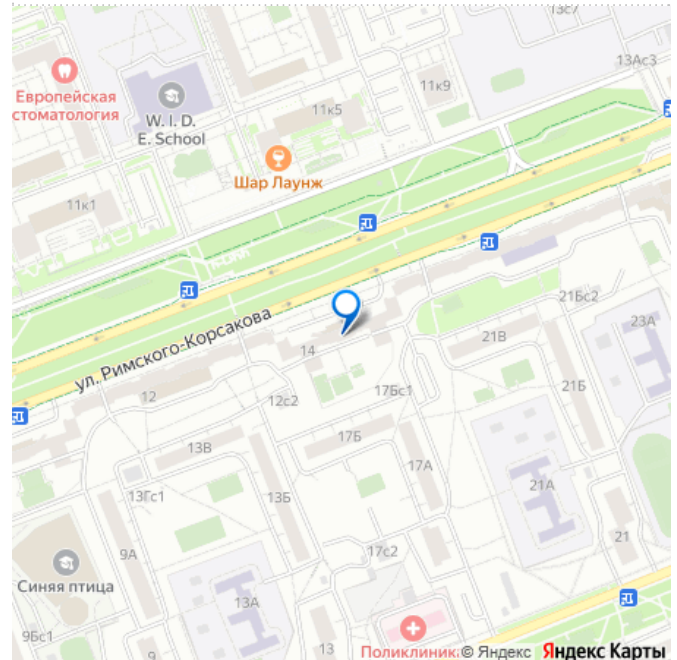 13с7
13Ас3
11к9
Европейская
стоматология
W. I. D.
E. School
11к5
Шар Лаунж
11к1
ул. Римского-Корсакова
21Бс2
23А
21В
14
12
12с2
17Бс1
21Б
13В
17Б
17А
13Гс1
13Б
21А
9А
17с2
21
Синяя птица
13А
9Бс1
9
13
Поликлиника
© Яндекс Яндекс Карты